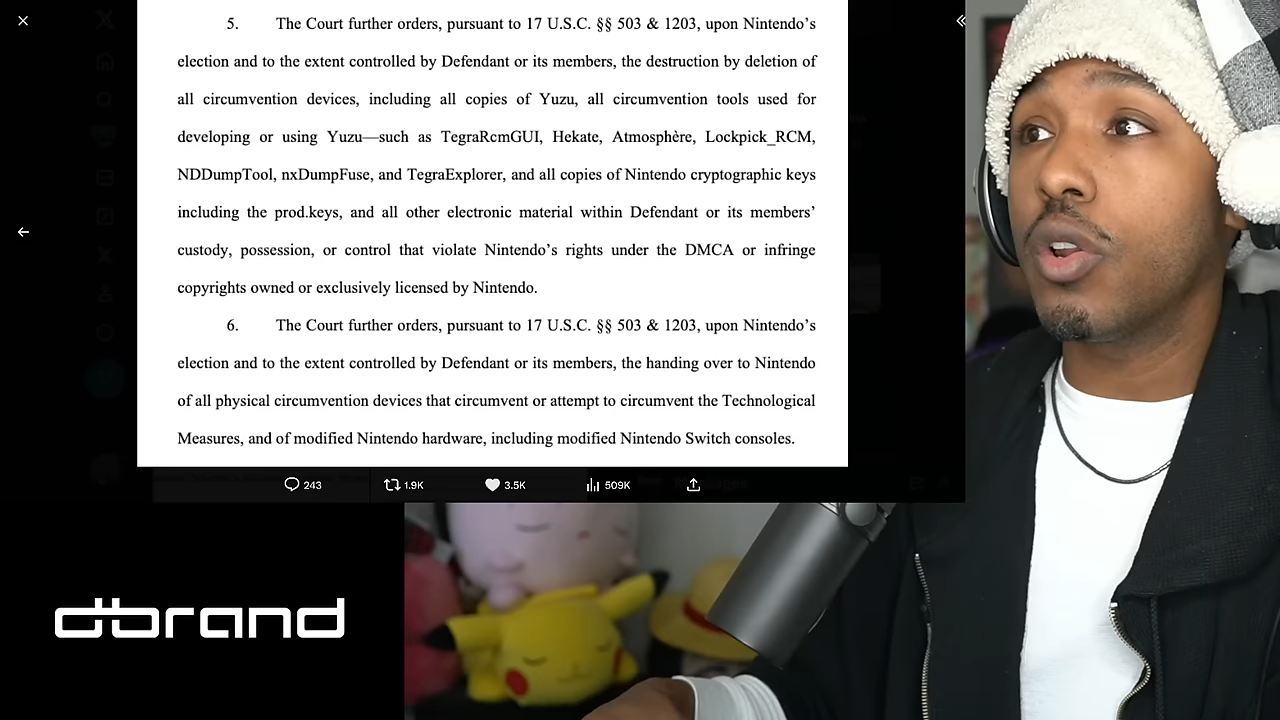 5. The Court further orders, pursuant to 17 U.S.C. §§ 503 & 1203, upon Nintendo’s
election and to the extent controlled by Defendant or its members, the destruction by deletion of
all circumvention devices, including all copies of Yuzu, all circumvention tools used for
developing or using Yuzu—such as TegraRcmGUI, Hekate, Atmosphère, Lockpick_RCM,
NDDumpTool, nxDumpFuse, and TegraExplorer, and all copies of Nintendo cryptographic keys
including the prod.keys, and all other electronic material within Defendant or its members’
custody, possession, or control that violate Nintendo’s rights under the DMCA or infringe
copyrights owned or exclusively licensed by Nintendo.
6. The Court further orders, pursuant to 17 U.S.C. §§ 503 & 1203, upon Nintendo’s
election and to the extent controlled by Defendant or its members, the handing over to Nintendo
of all physical circumvention devices that circumvent or attempt to circumvent the Technological
Measures, and of modified Nintendo hardware, including modified Nintendo Switch consoles.
243 1.9K 3.5K 509K
dbrand